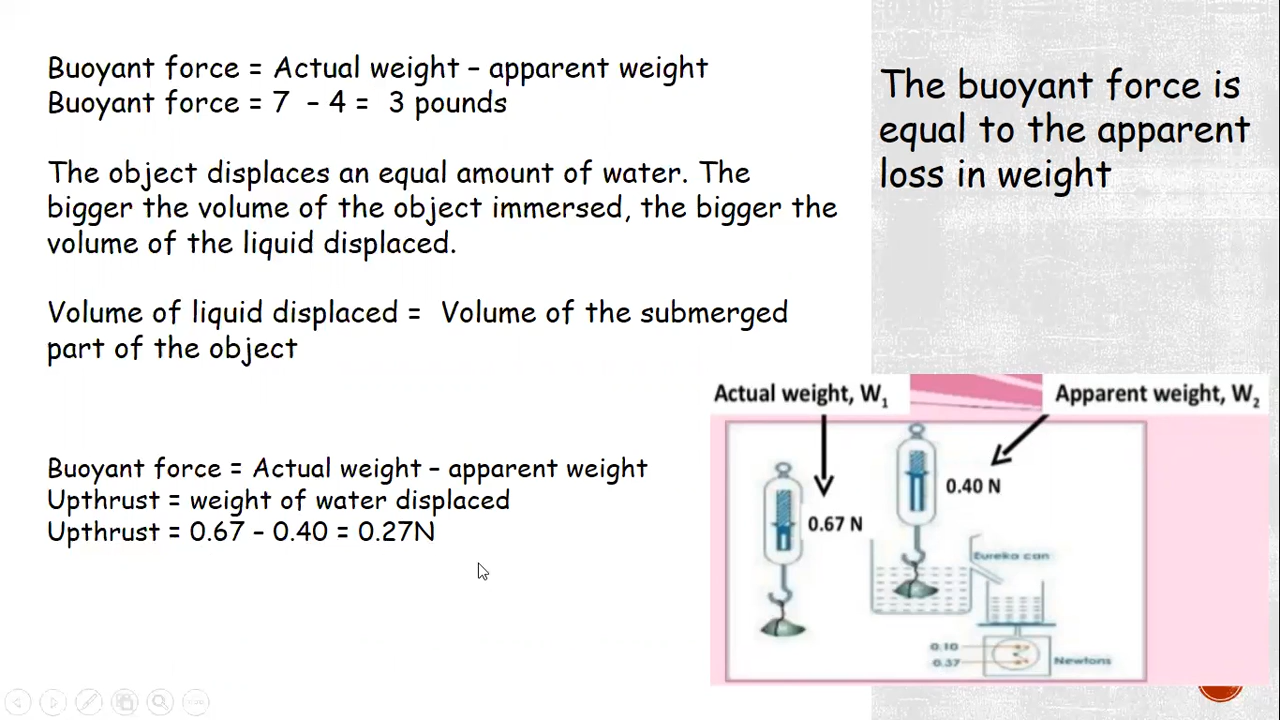 Buoyant force = Actual weight – apparent weight
Buoyant force = 7 – 4 = 3 pounds
The object displaces an equal amount of water. The
bigger the volume of the object immersed, the bigger the
volume of the liquid displaced.
Volume of liquid displaced = Volume of the submerged
part of the object
Buoyant force = Actual weight – apparent weight
Upthrust = weight of water displaced
Upthrust = 0.67 – 0.40 = 0.27N
The buoyant force is
equal to the apparent
loss in weight
Actual weight, W₁
Apparent weight, W₂
0.40 N
0.67 N
Eureka can
0.10
0.37
Newtons